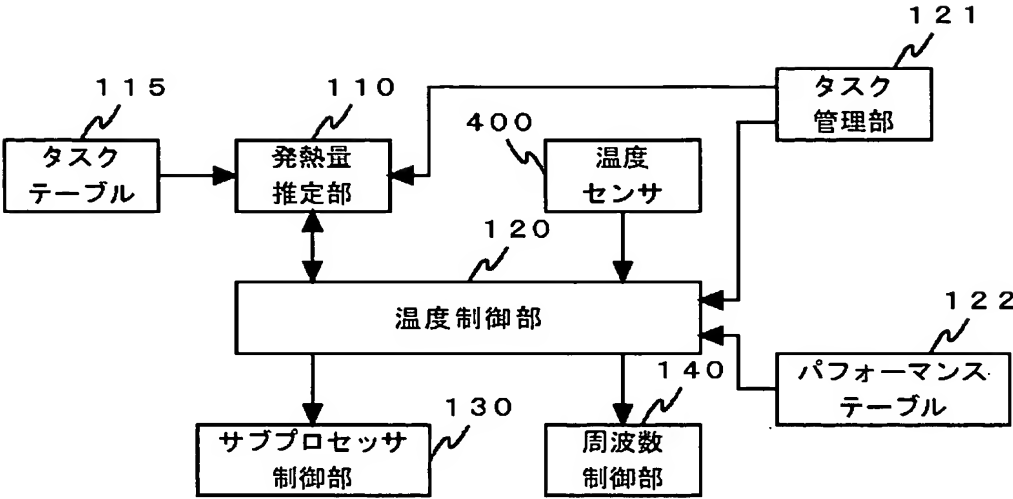 121
タスク
管理部
115
タスク
テーブル
110
発熱量
推定部
400
温度
センサ
120
温度制御部
122
パフォーマンス
テーブル
130
サブプロセッサ
制御部
140
周波数
制御部